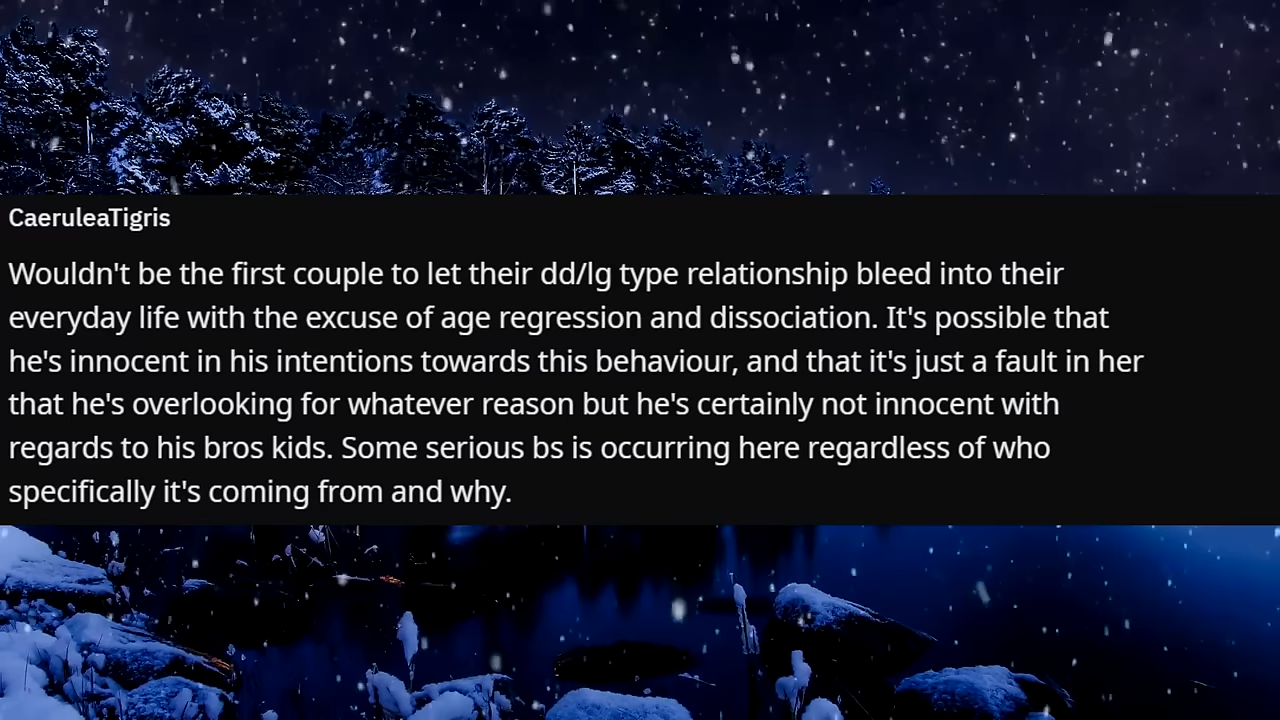 CaeruleaTigris
Wouldn't be the first couple to let their dd/lg type relationship bleed into their
everyday life with the excuse of age regression and dissociation. It's possible that
he's innocent in his intentions towards this behaviour, and that it's just a fault in her
that he's overlooking for whatever reason but he's certainly not innocent with
regards to his bros kids. Some serious bs is occurring here regardless of who
specifically it's coming from and why.